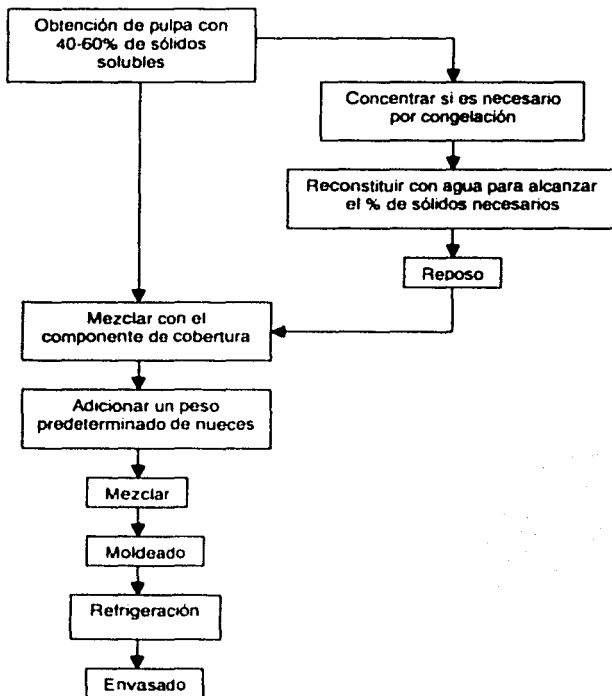 Obtención de pulpa con
40-60% de sólidos
solubles
Concentrar si es necesario
por congelación
Reconstituir con agua para alcanzar
el % de sólidos necesarios
Reposo
Mezclar con el
componente de cobertura
Adicionar un peso
predeterminado de nueces
Mezclar
Moldeado
Refrigeración
Envasado